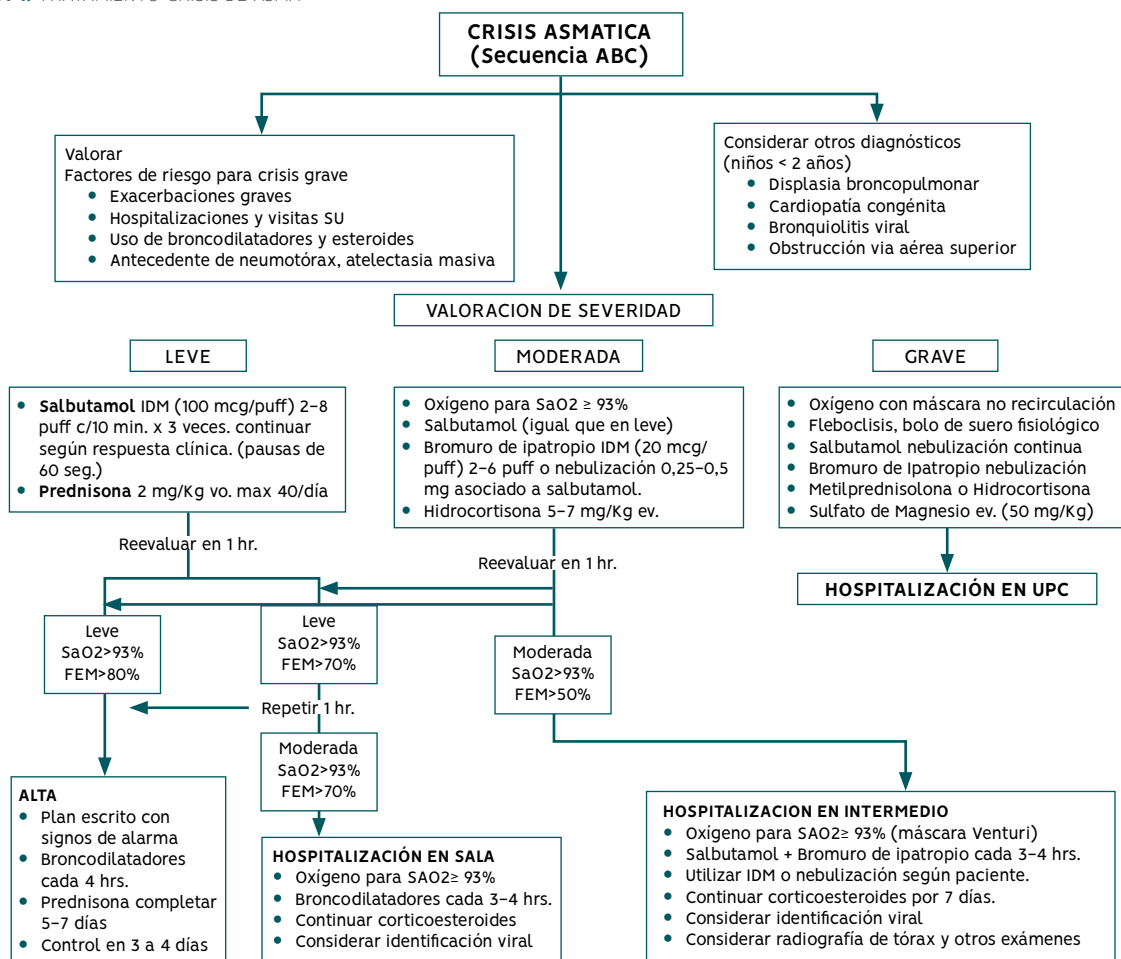 TRATAMIENTO CRISIS DE ASMA
CRISIS ASMATICA
(Secuencia ABC)
Valorar
Factores de riesgo para crisis grave
• Exacerbaciones graves
• Hospitalizaciones y visitas SU
• Uso de broncodilatadores y esteroides
• Antecedente de neumotórax, atelectasia masiva
Considerar otros diagnósticos
(niños < 2 años)
• Displasia broncopulmonar
• Cardiopatía congénita
• Bronquiolitis viral
• Obstrucción via aérea superior
VALORACION DE SEVERIDAD
LEVE
• Salbutamol IDM (100 mcg/puff) 2–8
puff c/10 min. x 3 veces. continuar
según respuesta clínica. (pausas de
60 seg.)
• Prednisona 2 mg/Kg vo. max 40/día
MODERADA
• Oxígeno para SaO2 ≥ 93%
• Salbutamol (igual que en leve)
• Bromuro de ipatropio IDM (20 mcg/
puff) 2–6 puff o nebulización 0,25–0,5
mg asociado a salbutamol.
• Hidrocortisona 5–7 mg/Kg ev.
GRAVE
• Oxígeno con máscara no recirculación
• Fleboclisis, bolo de suero fisiológico
• Salbutamol nebulización continua
• Bromuro de Ipatropio nebulización
• Metilprednisolona o Hidrocortisona
• Sulfato de Magnesio ev. (50 mg/Kg)
Reevaluar en 1 hr.
Reevaluar en 1 hr.
HOSPITALIZACIÓN EN UPC
Leve
SaO2>93%
FEM>80%
Leve
SaO2>93%
FEM>70%
Moderada
SaO2>93%
FEM>50%
Repetir 1 hr.
Moderada
SaO2>93%
FEM>70%
ALTA
• Plan escrito con
signos de alarma
• Broncodilatadores
cada 4 hrs.
• Prednisona completar
5–7 días
• Control en 3 a 4 días
HOSPITALIZACIÓN EN SALA
• Oxígeno para SAO2≥ 93%
• Broncodilatadores cada 3–4 hrs.
• Continuar corticoesteroides
• Considerar identificación viral
HOSPITALIZACION EN INTERMEDIO
• Oxígeno para SAO2≥ 93% (máscara Venturi)
• Salbutamol + Bromuro de ipatropio cada 3–4 hrs.
• Utilizar IDM o nebulización según paciente.
• Continuar corticoesteroides por 7 días.
• Considerar identificación viral
• Considerar radiografía de tórax y otros exámenes